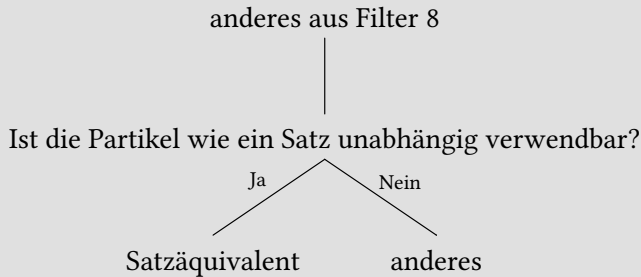 anderes aus Filter 8
Ist die Partikel wie ein Satz unabhängig verwendbar?
Ja Nein
Satzäquivalent anderes